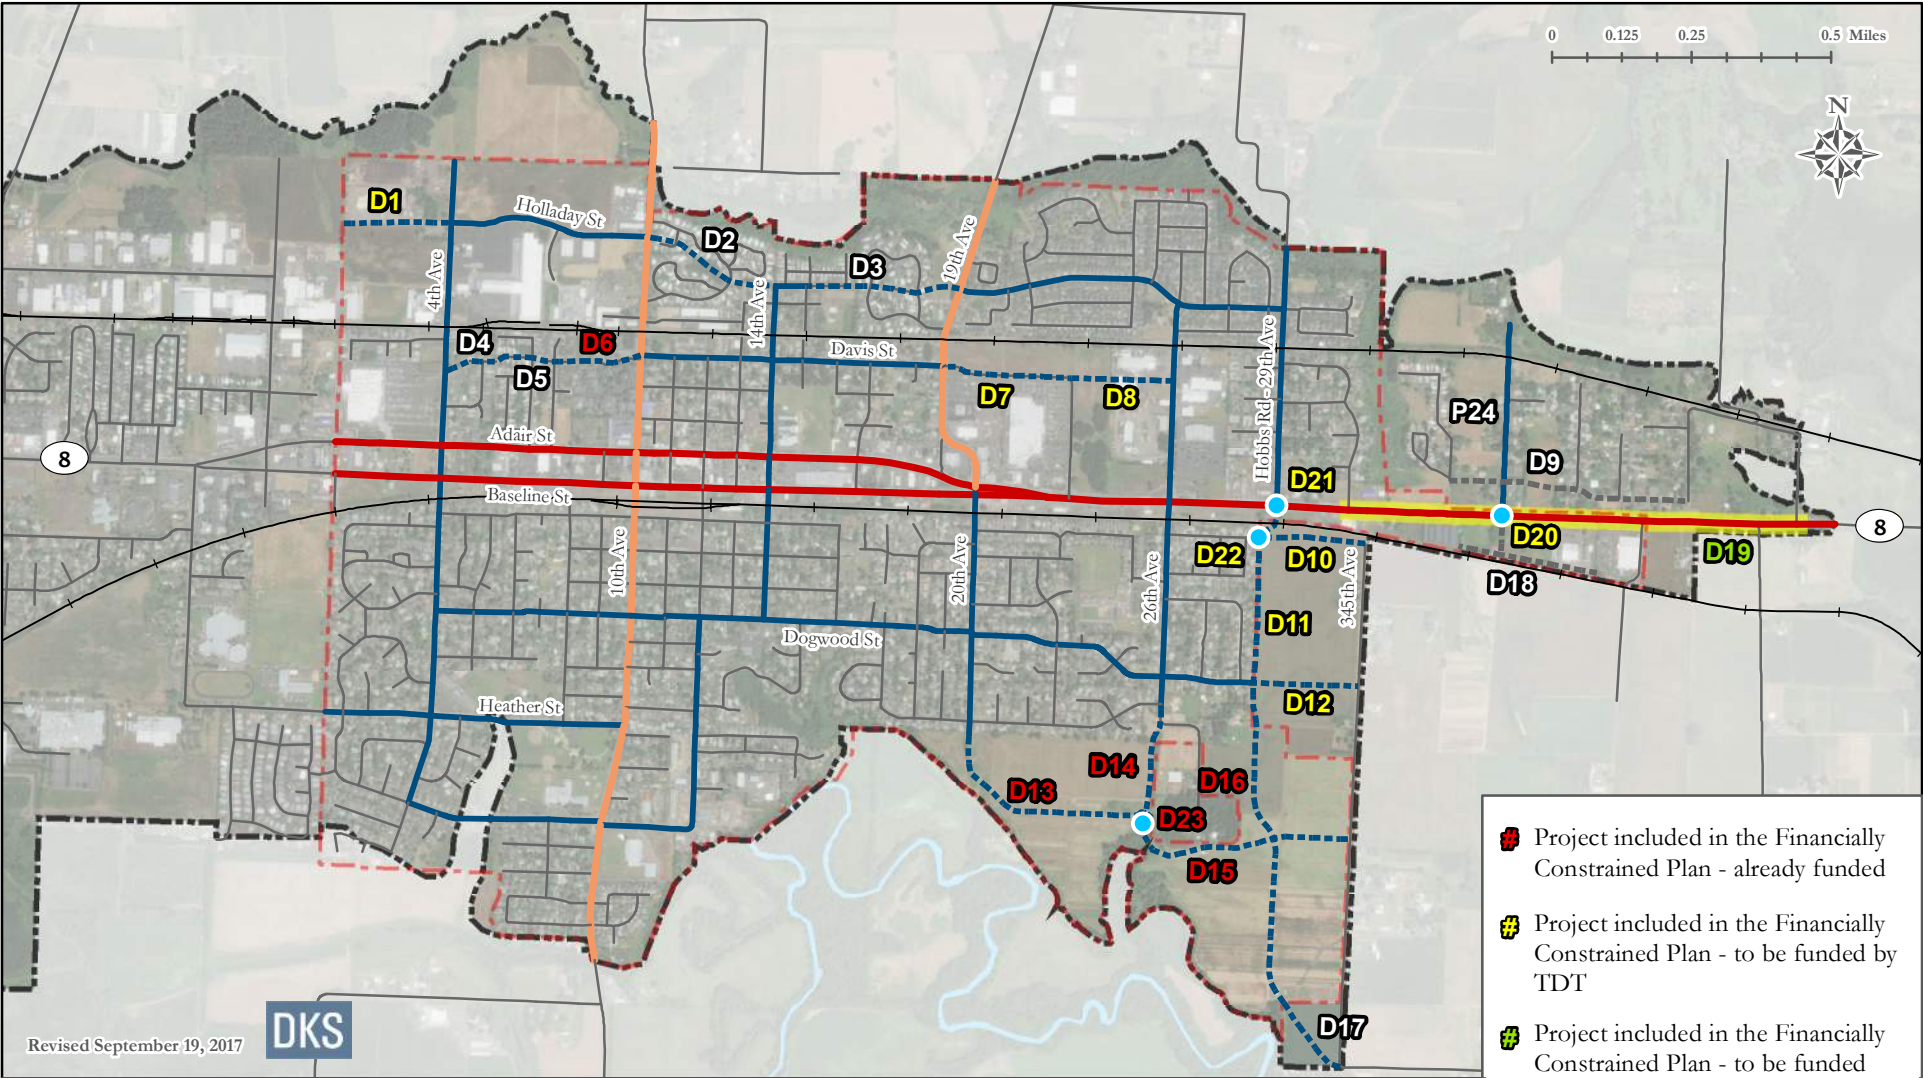 0 0.125 0.25 0.5 Miles
N
D1
Holladay St
D2
D3
19th Ave
4th Ave
14th Ave
Hobbs Rd - 29th Ave
D4
D6
D5
Davis St
D7
D8
P24
D9
Adair St
8
Baseline St
D21
D20
D19
8
D22
D10
D18
10th Ave
20th Ave
26th Ave
345th Ave
D11
Dogwood St
D12
Heather St
D14
D16
D13
D23
D15
D17
# Project included in the Financially
Constrained Plan - already funded
# Project included in the Financially
Constrained Plan - to be funded by
TDT
# Project included in the Financially
Constrained Plan - to be funded
Revised September 19, 2017
DKS